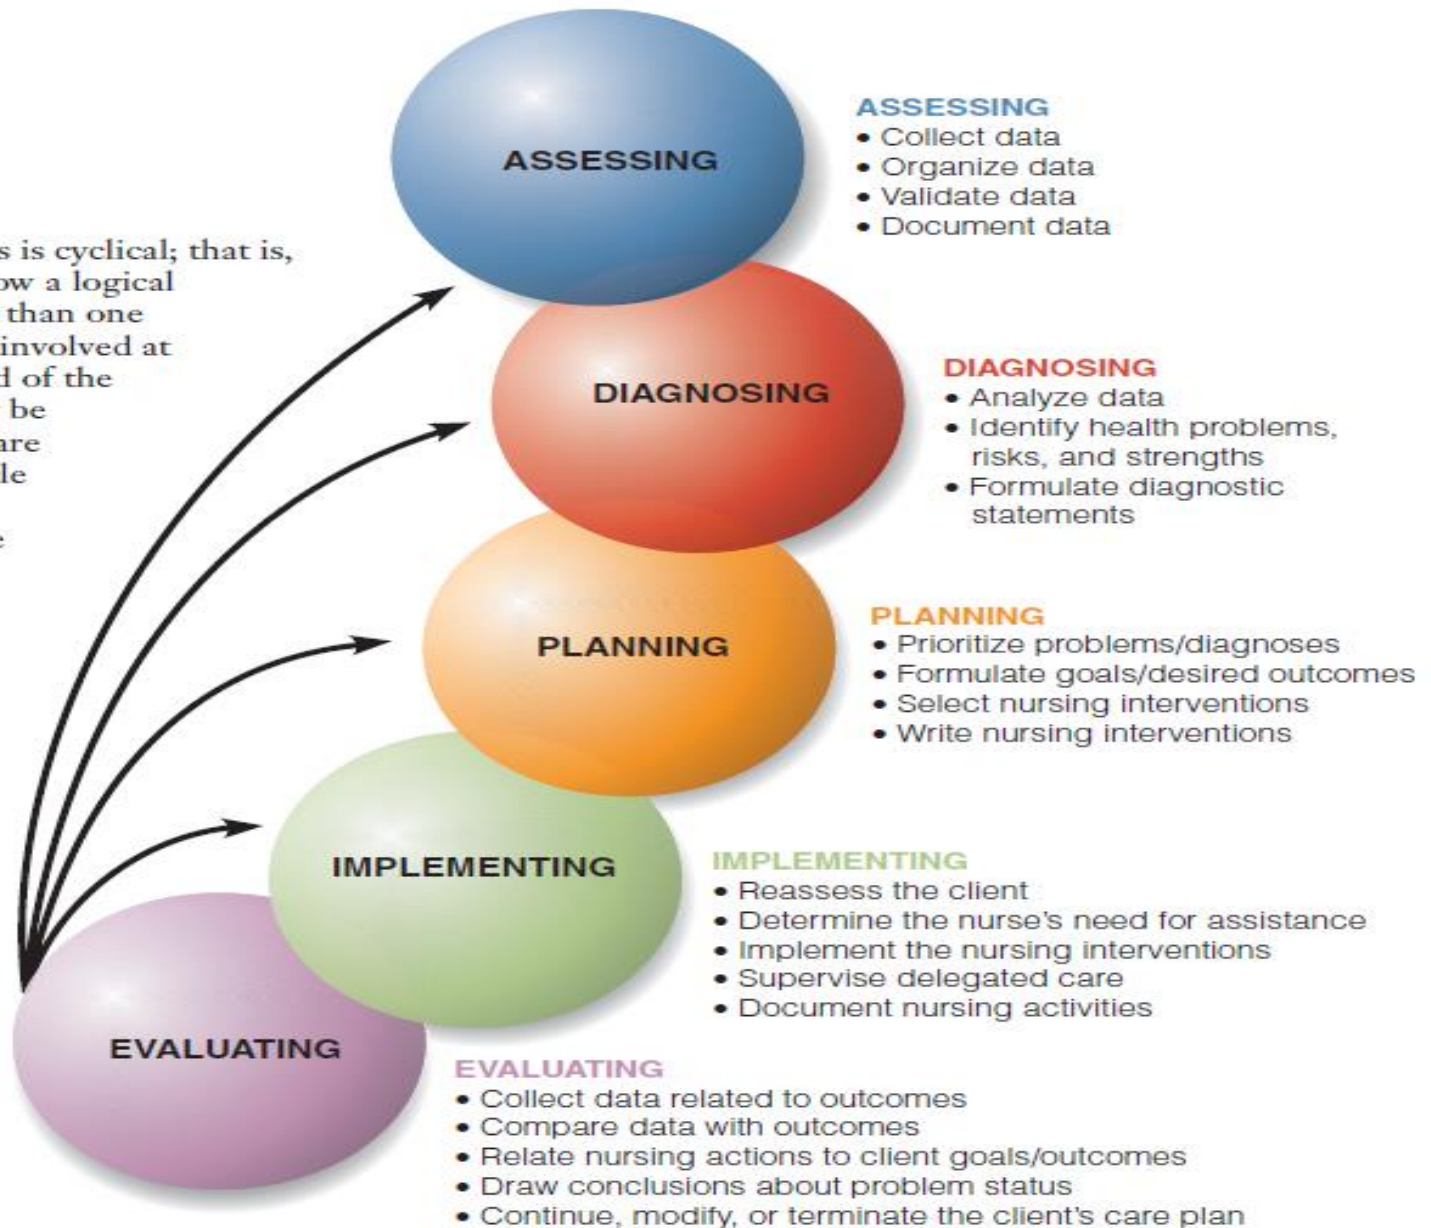 s is cyclical; that is,
ow a logical
than one
involved at
d of the
be
are
le
e
ASSESSING
ASSESSING
• Collect data
• Organize data
• Validate data
• Document data
DIAGNOSING
DIAGNOSING
• Analyze data
• Identify health problems,
risks, and strengths
• Formulate diagnostic
statements
PLANNING
PLANNING
• Prioritize problems/diagnoses
• Formulate goals/desired outcomes
• Select nursing interventions
• Write nursing interventions
IMPLEMENTING
IMPLEMENTING
• Reassess the client
• Determine the nurse's need for assistance
• Implement the nursing interventions
• Supervise delegated care
• Document nursing activities
EVALUATING
EVALUATING
• Collect data related to outcomes
• Compare data with outcomes
• Relate nursing actions to client goals/outcomes
• Draw conclusions about problem status
• Continue, modify, or terminate the client's care plan